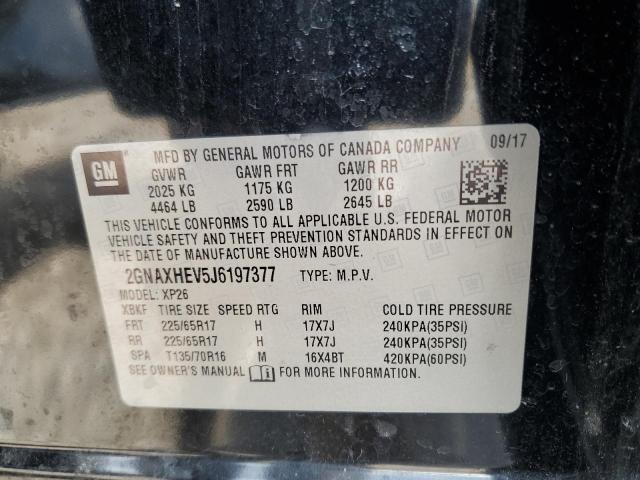 GM
MFD BY GENERAL MOTORS OF CANADA COMPANY 09/17
GVWR GAWR FRT GAWR RR
2025 KG 1175 KG 1200 KG
4464 LB 2590 LB 2645 LB
THIS VEHICLE CONFORMS TO ALL APPLICABLE U.S. FEDERAL MOTOR
VEHICLE SAFETY AND THEFT PREVENTION STANDARDS IN EFFECT ON
THE DATE OF MANUFACTURE SHOWN ABOVE.
2GNAXHEV5J6197377 TYPE: M.P.V.
MODEL: XP26
XBKF TIRE SIZE SPEED RTG RIM COLD TIRE PRESSURE
FRT 225/65R17 H 17X7J 240KPA(35PSI)
RR 225/65R17 H 17X7J 240KPA(35PSI)
SPA T135/70R16 M 16X4BT 420KPA(60PSI)
SEE OWNER'S MANUAL FOR MORE INFORMATION.